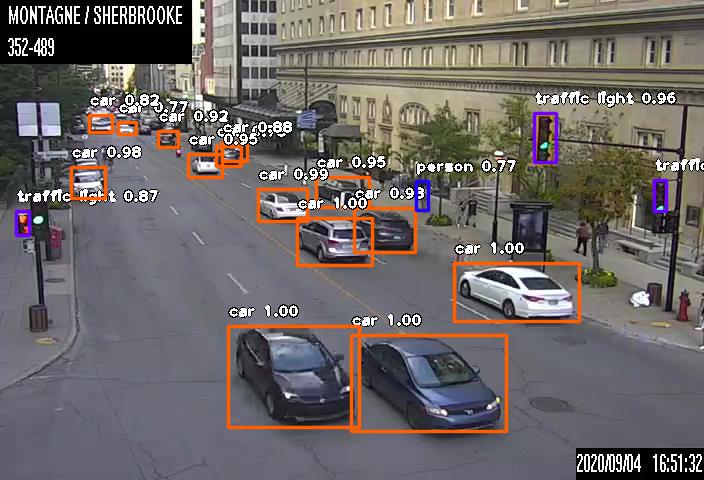 MONTAGNE / SHERBROOKE
352-489
car 0.82
0.77
car 0.92
0.88
0.95
car 0.98
car 0.99
car 0.95
person 0.77
traffic light 0.96
traffi
traffic light 0.87
car 1.00
car 0.93
car 1.00
car 1.00
car 1.00
2020/09/04 16:51:32